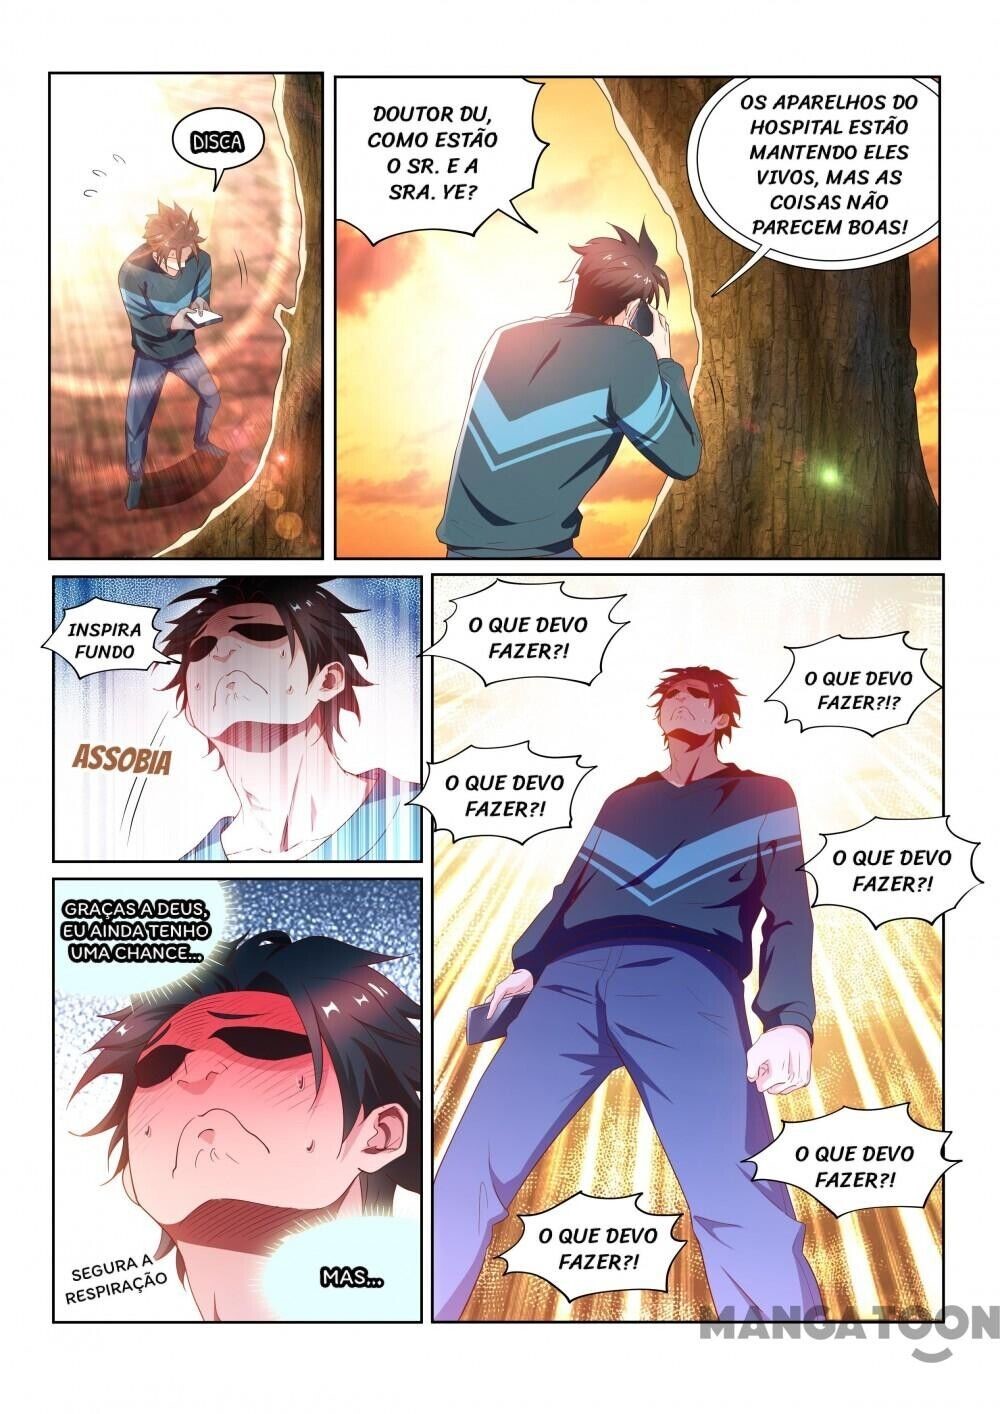 DISCA
DOUTOR DU,
COMO ESTÃO
O SR. E A
SRA. YE?
OS APARELHOS DO
HOSPITAL ESTÃO
MANTENDO ELES
VIVOS, MAS AS
COISAS NÃO
PARECEM BOAS!
INSPIRA
FUNDO
ASSOBIA
O QUE DEVO
FAZER?!
O QUE DEVO
FAZER?!?
O QUE DEVO
FAZER?!
O QUE DEVO
FAZER?!
O QUE DEVO
FAZER?!
O QUE DEVO
FAZER?!
GRAÇAS A DEUS,
EU AINDA TENHO
UMA CHANCE...
SEGURA A
RESPIRAÇÃO
MAS...
MANGATOON